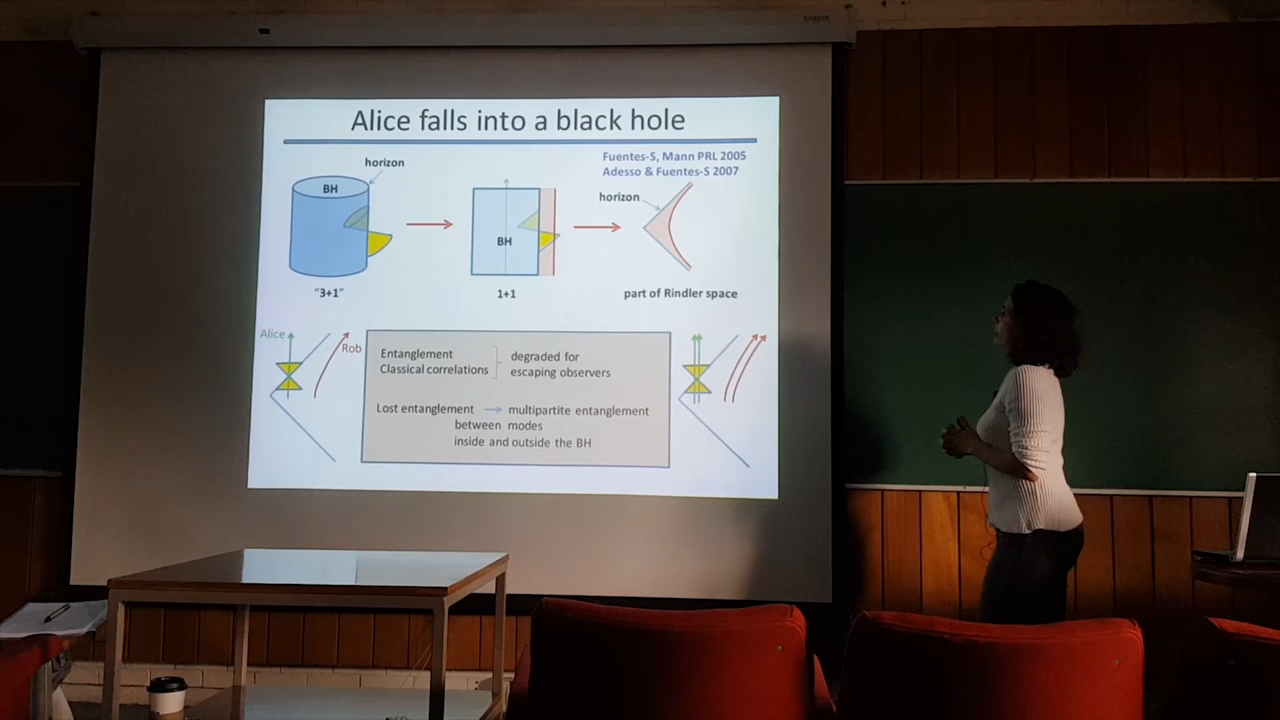 Alice falls into a black hole
Fuentes-S, Mann PRL 2005
Adesso & Fuentes-S 2007
horizon
BH
"3+1"
BH
1+1
horizon
part of Rindler space
Alice
Rob
Entanglement
Classical correlations
degraded for
escaping observers
Lost entanglement
multipartite entanglement
between modes
inside and outside the BH